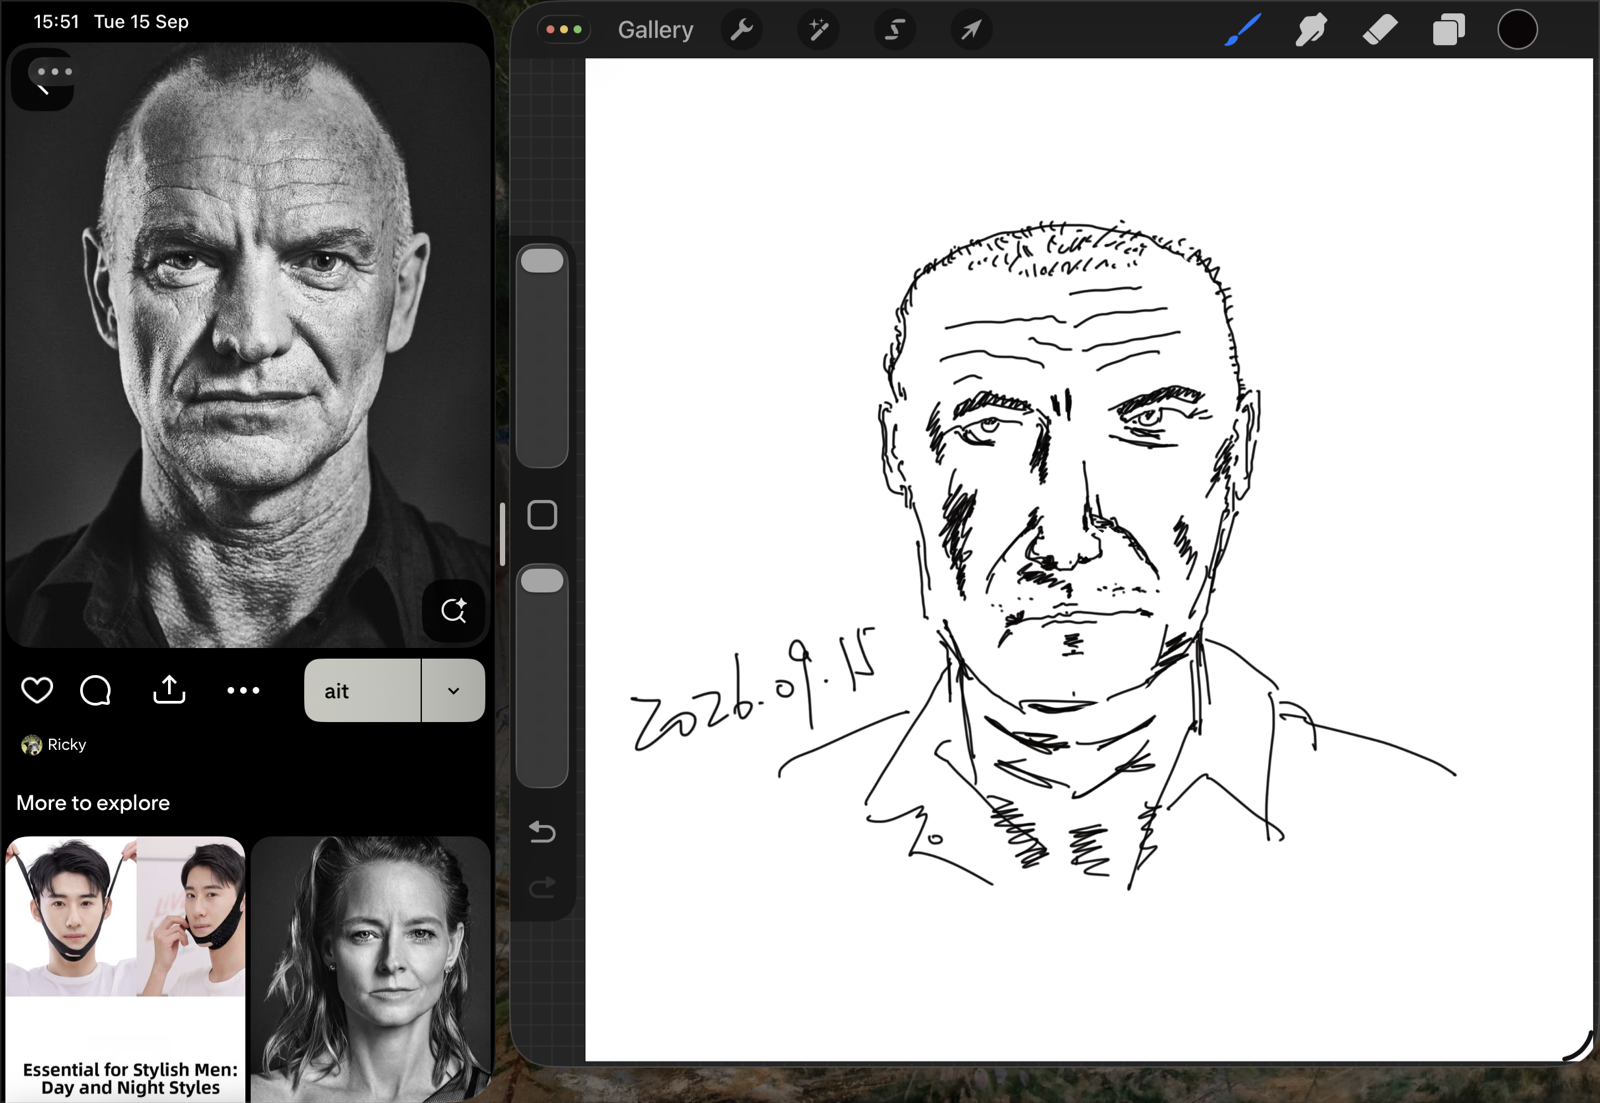 15:51 Tue 15 Sep
Gallery
ait
Ricky
More to explore
Essential for Stylish Men:
Day and Night Styles
2026.09.15